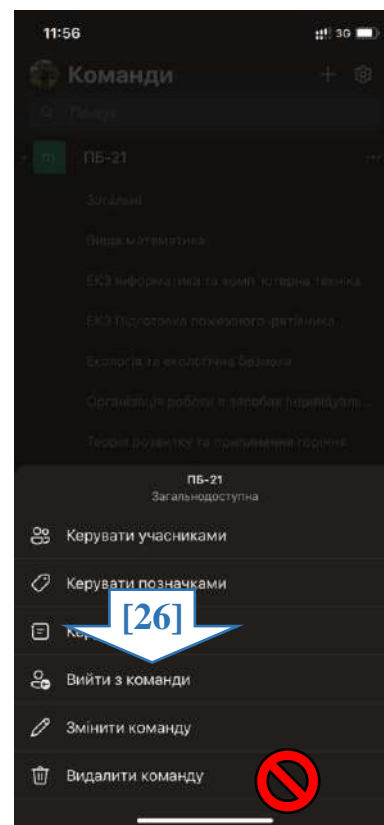 11:56
3G
Команди
Пошук
ПБ-21
Загальні
Вища математика
ЕКЗ Інформатика та комп'ютерна техніка
ЕКЗ Підготовка пожежного-рятівника
Екологія та екологічна безпека
Організація роботи в засобах індивідуаль...
Теорія розвитку та припинення горіння
ПБ-21
Загальнодоступна
Керувати учасниками
Керувати позначками
[26]
Вийти з команди
Змінити команду
Видалити команду